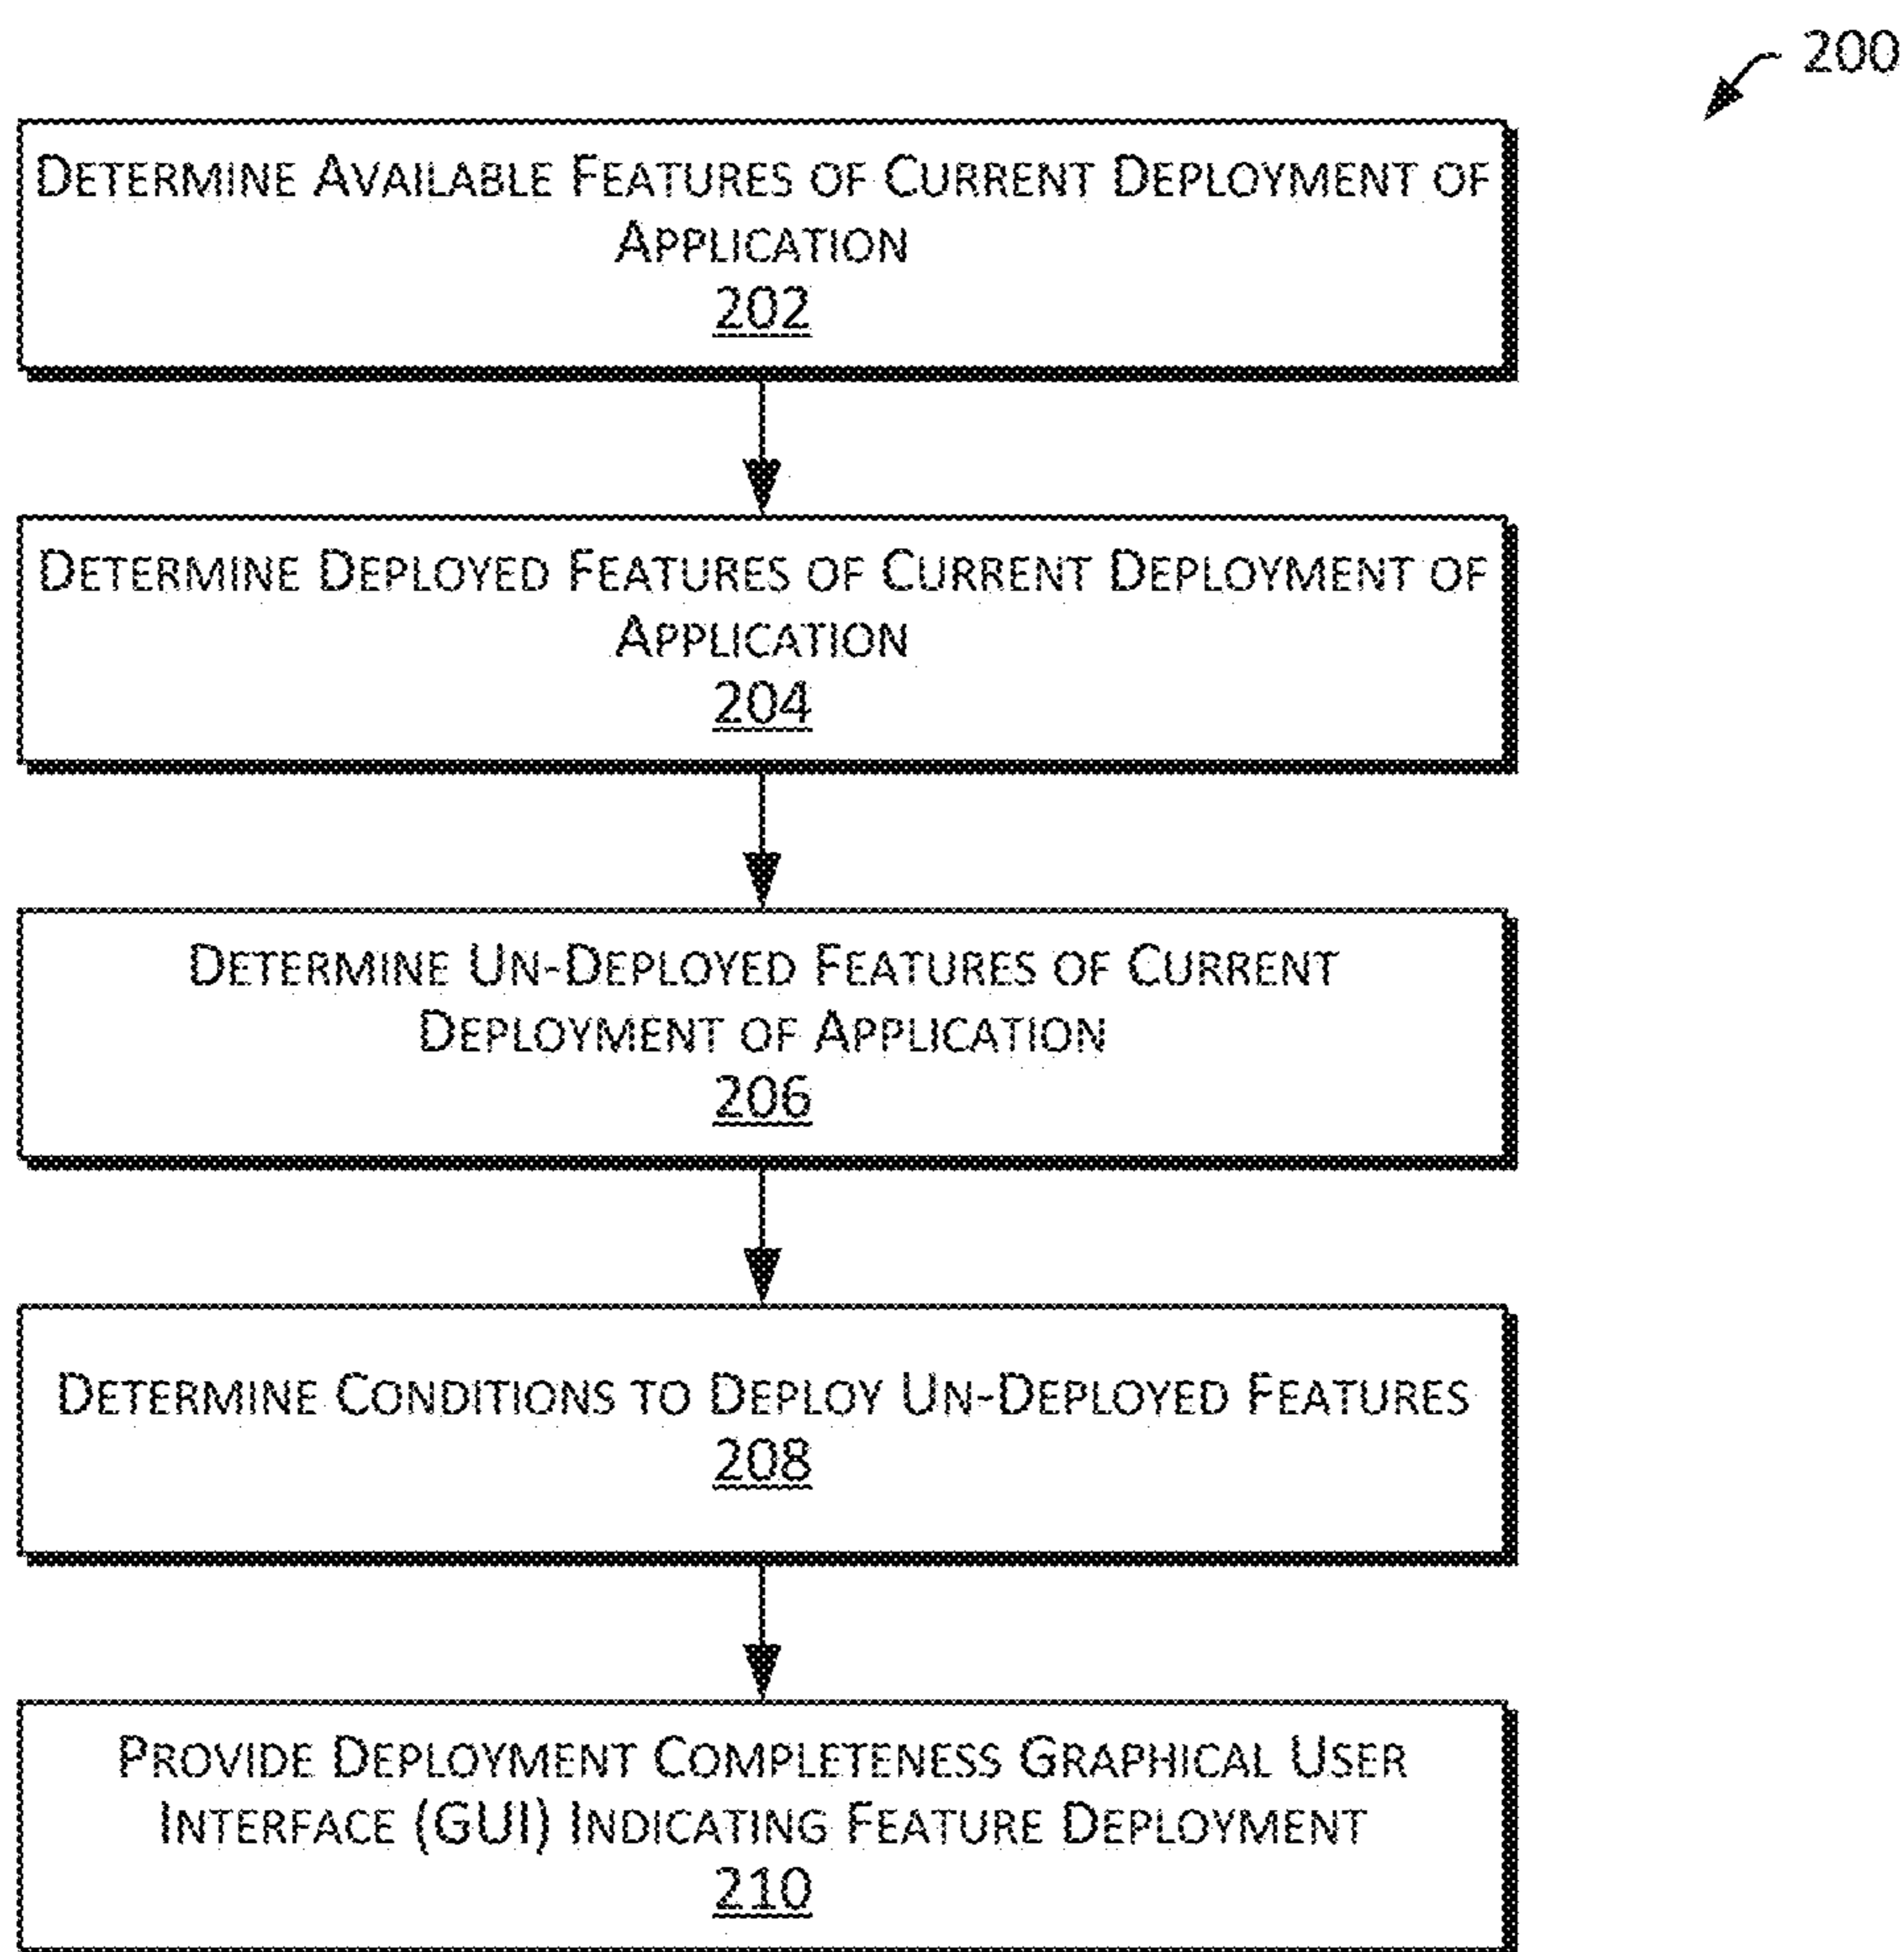 200
DETERMINE AVAILABLE FEATURES OF CURRENT DEPLOYMENT OF
APPLICATION
202
DETERMINE DEPLOYED FEATURES OF CURRENT DEPLOYMENT OF
APPLICATION
204
DETERMINE UN-DEPLOYED FEATURES OF CURRENT
DEPLOYMENT OF APPLICATION
206
DETERMINE CONDITIONS TO DEPLOY UN-DEPLOYED FEATURES
208
PROVIDE DEPLOYMENT COMPLETENESS GRAPHICAL USER
INTERFACE (GUI) INDICATING FEATURE DEPLOYMENT
210